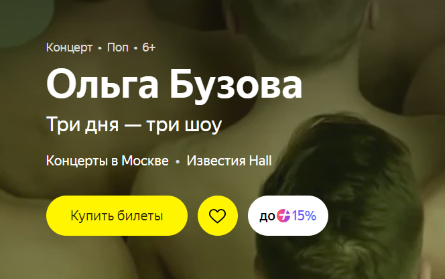 Концерт • Поп • 6+
Ольга Бузова
Три дня — три шоу
Концерты в Москве • Известия Hall
Купить билеты
до 15%